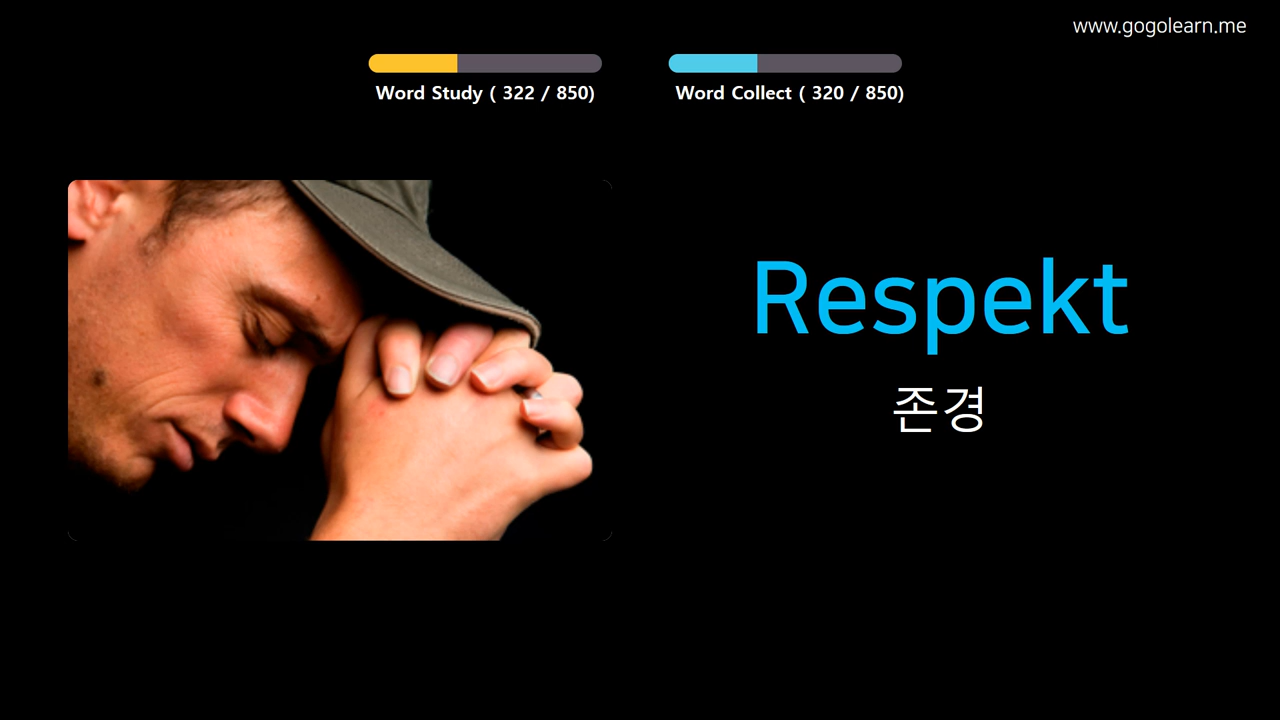 www.gogolearn.me
Word Study ( 322 / 850)
Word Collect ( 320 / 850)
Respekt
존경